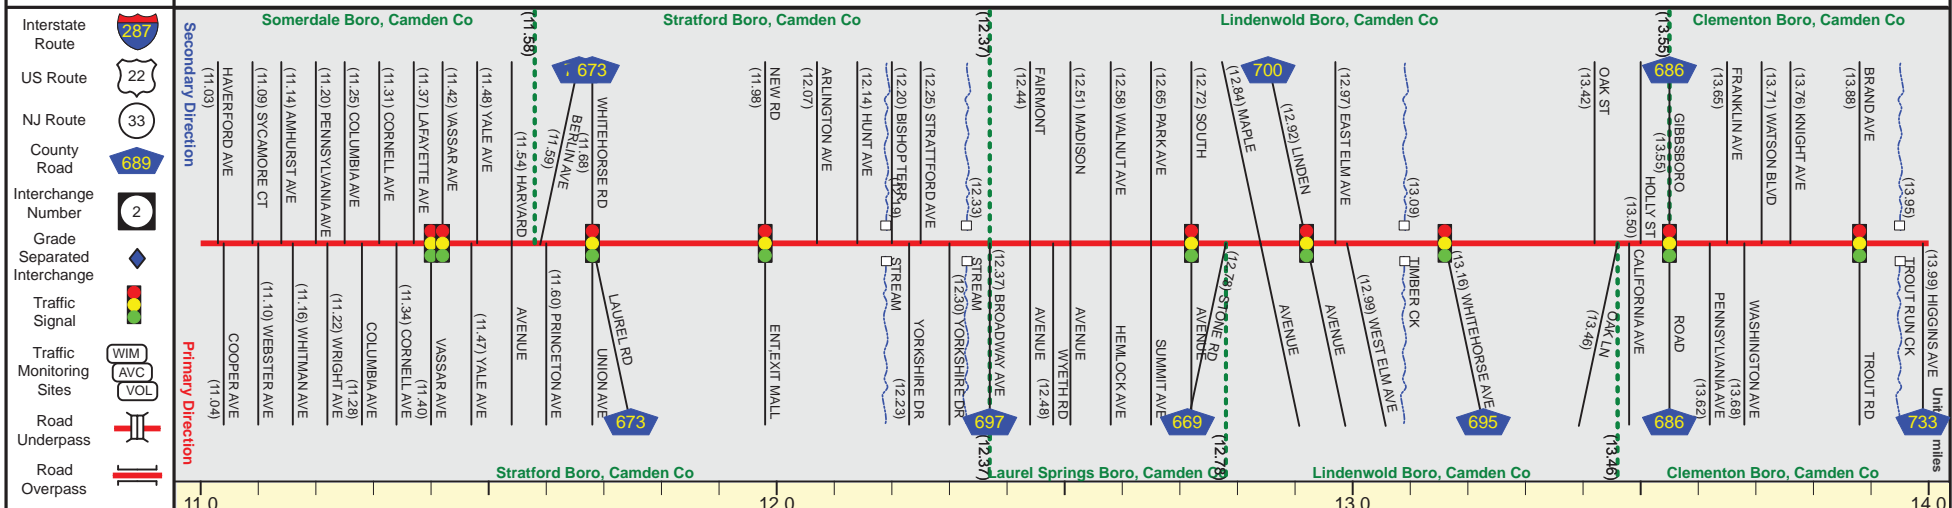 Interstate
Route
287
US Route
22
NJ Route
33
County
Road
689
Interchange
Number
2
Grade
Separated
Interchange
Traffic
Signal
Traffic
Monitoring
Sites
WIM
AVC
VOL
Road
Underpass
Road
Overpass
Secondary Direction
Primary Direction
Somerdale Boro, Camden Co
(11.58)
Stratford Boro, Camden Co
(12.37)
Lindenwold Boro, Camden Co
(13.55)
Clementon Boro, Camden Co
HAVERFORD AVE
(11.03)
(11.09) SYCAMORE CT
(11.14) AMHURST AVE
(11.20) PENNSYLVANIA AVE
(11.25) COLUMBIA AVE
(11.31) CORNELL AVE
(11.37) LAFAYETTE AVE
(11.42) VASSAR AVE
(11.48) YALE AVE
(11.54) HARVARD
(11.59)
BERLIN AVE
673
(11.68)
WHITEHORSE RD
NEW RD
(11.98)
ARLINGTON AVE
(12.07)
(12.14) HUNT AVE
(12.19)
(12.20) BISHOP TERR
(12.25) STRATTFORD AVE
(12.33)
FAIRMONT
(12.44)
(12.51) MADISON
(12.58) WALNUT AVE
(12.65) PARK AVE
(12.72) SOUTH
(12.84) MAPLE
700
(12.92) LINDEN
(12.97) EAST ELM AVE
(13.09)
OAK ST
(13.42)
HOLLY ST
(13.50)
686
GIBBSBORO
(13.55)
FRANKLIN AVE
(13.65)
(13.71) WATSON BLVD
(13.76) KNIGHT AVE
BRAND AVE
(13.88)
(13.95)
COOPER AVE
(11.04)
(11.10) WEBSTER AVE
(11.16) WHITMAN AVE
(11.22) WRIGHT AVE
COLUMBIA AVE
(11.28)
(11.34) CORNELL AVE
VASSAR AVE
(11.40)
(11.47) YALE AVE
AVENUE
(11.60) PRINCETON AVE
UNION AVE
LAUREL RD
673
ENT,EXIT MALL
STREAM
YORKSHIRE DR
(12.23)
STREAM
(12.30) YORKSHIRE DR
(12.37) BROADWAY AVE
697
AVENUE
WYETH RD
(12.48)
AVENUE
HEMLOCK AVE
SUMMIT AVE
AVENUE
669
(12.78) STONE RD
AVENUE
AVENUE
(12.99) WEST ELM AVE
TIMBER CK
(13.16) WHITEHORSE AVE
695
OAK LN
(13.46)
CALIFORNIA AVE
ROAD
686
PENNSYLVANIA AVE
(13.62)
WASHINGTON AVE
(13.68)
TROUT RD
TROUT RUN CK
(13.99) HIGGINS AVE
733
miles
Stratford Boro, Camden Co
(12.37)
Laurel Springs Boro, Camden Co
(12.78)
Lindenwold Boro, Camden Co
(13.46)
Clementon Boro, Camden Co
11.0
12.0
13.0
14.0